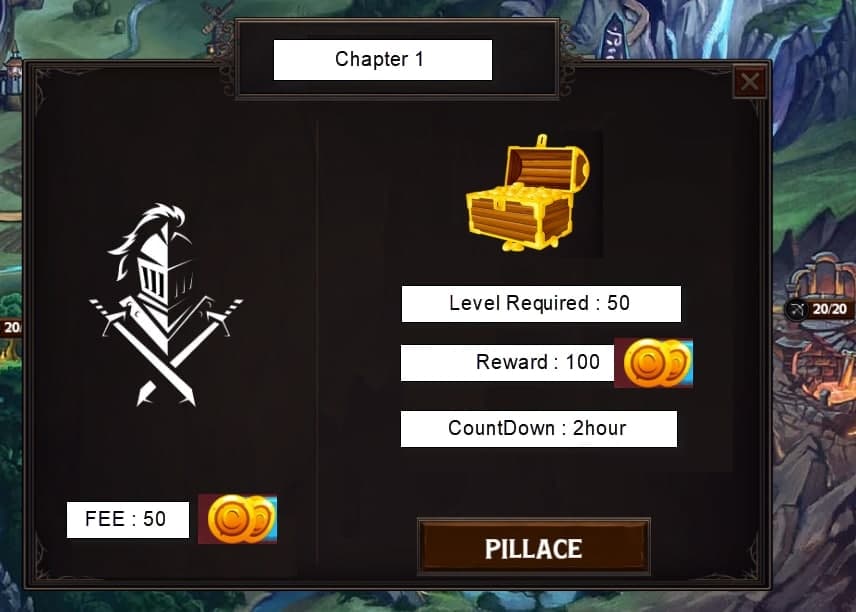 Chapter 1
Level Required : 50
Reward : 100
CountDown : 2hour
FEE : 50
PILLACE
20/20